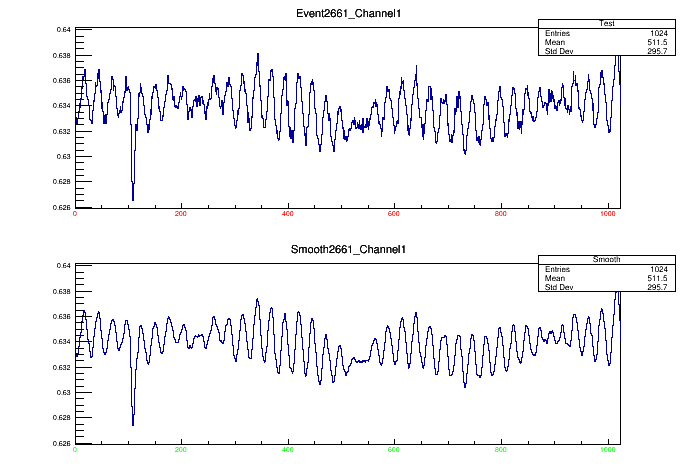 Event2661_Channel1
Test
Entries 1024
Mean 511.5
Std Dev 295.7
0.64
0.638
0.636
0.634
0.632
0.63
0.628
0.626
0 200 400 600 800 1000
Smooth2661_Channel1
Smooth
Entries 1024
Mean 511.5
Std Dev 295.7
0.64
0.638
0.636
0.634
0.632
0.63
0.628
0.626
0 200 400 600 800 1000